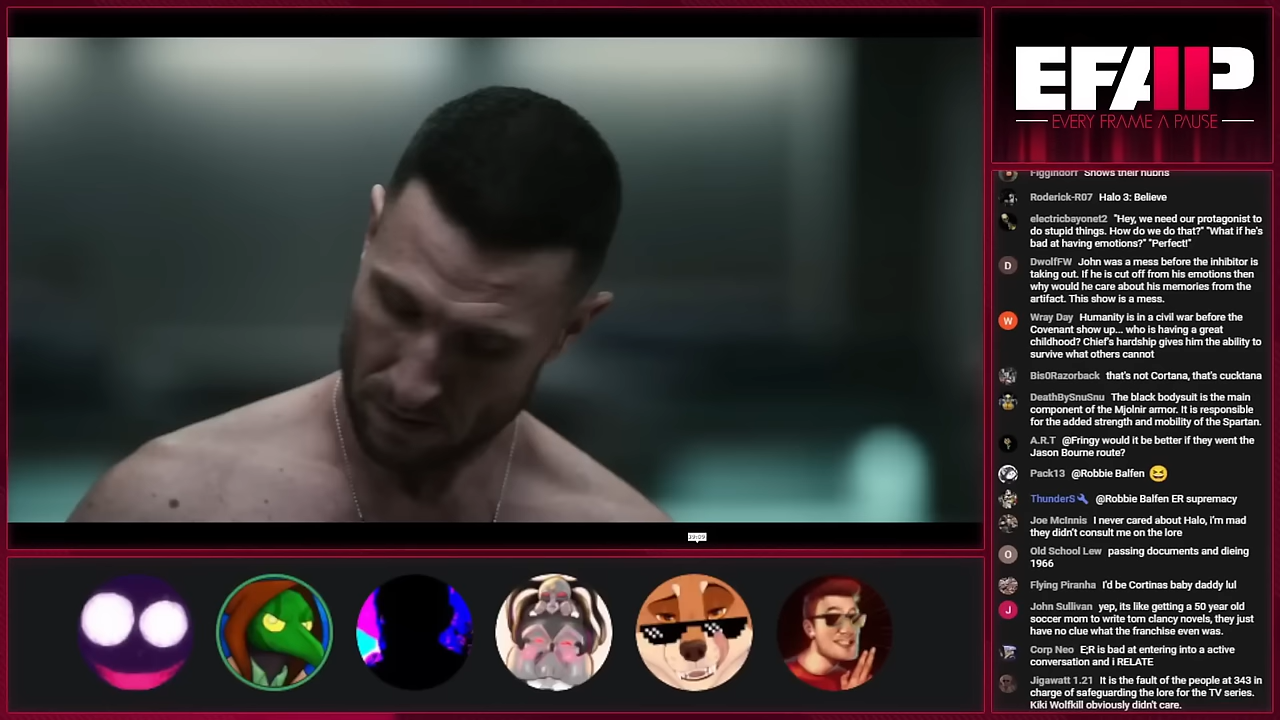 EFAP
EVERY FRAME A PAUSE
Figgindorf Shows their hubris
Roderick-R07 Halo 3: Believe
electricbayonet2 "Hey, we need our protagonist to
do stupid things. How do we do that?" "What if he's
bad at having emotions?" "Perfect!"
D
DwolfFW John was a mess before the inhibitor is
taking out. If he is cut off from his emotions then
why would he care about his memories from the
artifact. This show is a mess.
W
Wray Day Humanity is in a civil war before the
Covenant show up... who is having a great
childhood? Chief's hardship gives him the ability to
survive what others cannot
Bis0Razorback that's not Cortana, that's cucktana
DeathBySnuSnu The black bodysuit is the main
component of the Mjolnir armor. It is responsible
for the added strength and mobility of the Spartan.
A.R.T @Fringy would it be better if they went the
Jason Bourne route?
Pack13 @Robbie Balfen 😆
ThunderS @Robbie Balfen ER supremacy
Joe McInnis I never cared about Halo, i'm mad
they didn't consult me on the lore
O
Old School Lew passing documents and dieing
1966
Flying Piranha I'd be Cortinas baby daddy lul
J
John Sullivan yep, its like getting a 50 year old
soccer mom to write tom clancy novels, they just
have no clue what the franchise even was.
Corp Neo E;R is bad at entering into a active
conversation and i RELATE
Jigawatt 1.21 It is the fault of the people at 343 in
charge of safeguarding the lore for the TV series.
Kiki Wolfkill obviously didn't care.
39:09